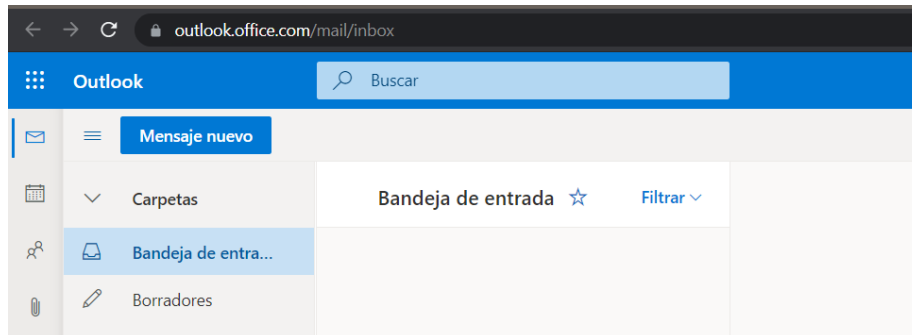 outlook.office.com/mail/inbox
Outlook
Buscar
Mensaje nuevo
Carpetas
Bandeja de entrada
Filtrar
Bandeja de entra...
Borradores